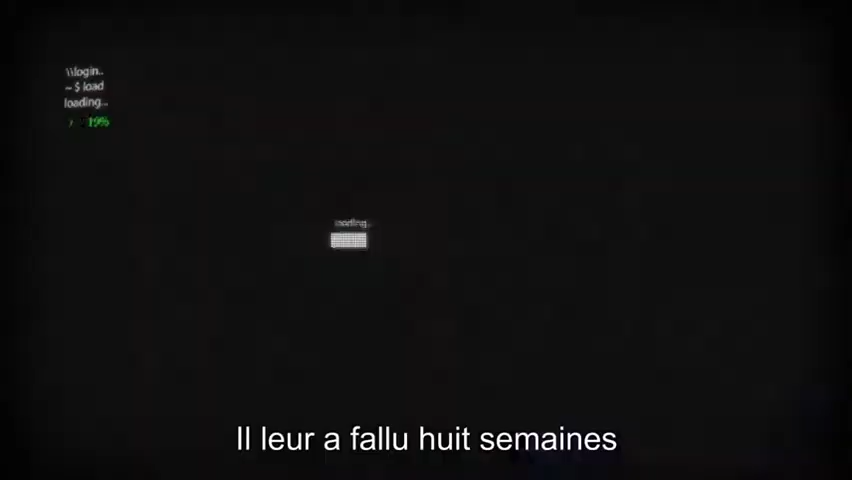 \\login..
~ $ load
loading...
› 19%
loading..
Il leur a fallu huit semaines